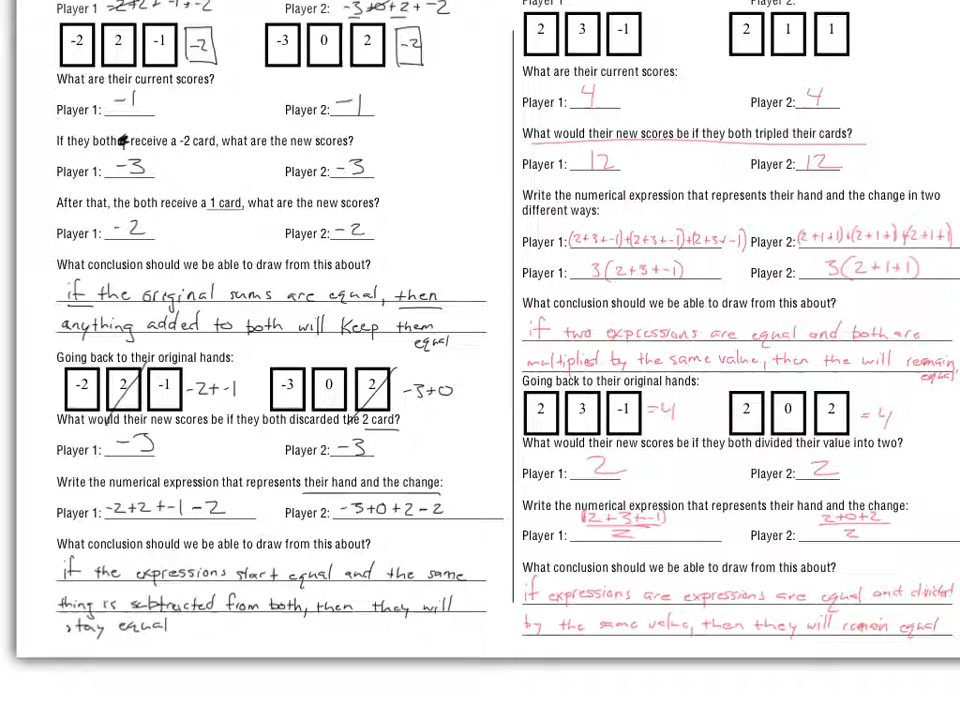 Player 1 -2+2+-1+-2 Player 2: -3+0+2+-2
-2 2 -1 -2 -3 0 2 -2
What are their current scores?
Player 1: -1 Player 2: -1
If they both receive a -2 card, what are the new scores?
Player 1: -3 Player 2: -3
After that, the both receive a 1 card, what are the new scores?
Player 1: -2 Player 2: -2
What conclusion should we be able to draw from this about?
if the original sums are equal, then
anything added to both will keep them
equal
Going back to their original hands:
-2 2 -1 -2+-1 -3 0 2 -3+0
What would their new scores be if they both discarded the 2 card?
Player 1: -3 Player 2: -3
Write the numerical expression that represents their hand and the change:
Player 1: -2+2+-1-2 Player 2: -3+0+2-2
What conclusion should we be able to draw from this about?
if the expressions start equal and the same
thing is subtracted from both, then they will
stay equal
Player 1 Player 2:
2 3 -1 2 1 1
What are their current scores:
Player 1: 4 Player 2: 4
What would their new scores be if they both tripled their cards?
Player 1: 12 Player 2: 12
Write the numerical expression that represents their hand and the change in two
different ways:
Player 1: (2+3+-1)+(2+3+-1)+(2+3+-1) Player 2: (2+1+1)+(2+1+1)+(2+1+1)
Player 1: 3(2+3+-1) Player 2: 3(2+1+1)
What conclusion should we be able to draw from this about?
if two expressions are equal and both are
multiplied by the same value, then the will remain
equal
Going back to their original hands:
2 3 -1 =4 2 0 2 =4
What would their new scores be if they both divided their value into two?
Player 1: 2 Player 2: 2
Write the numerical expression that represents their hand and the change:
(2+3+-1) 2+0+2
Player 1: 2 Player 2: 2
What conclusion should we be able to draw from this about?
if expressions are expressions are equal and divided
by the same value, then they will remain equal